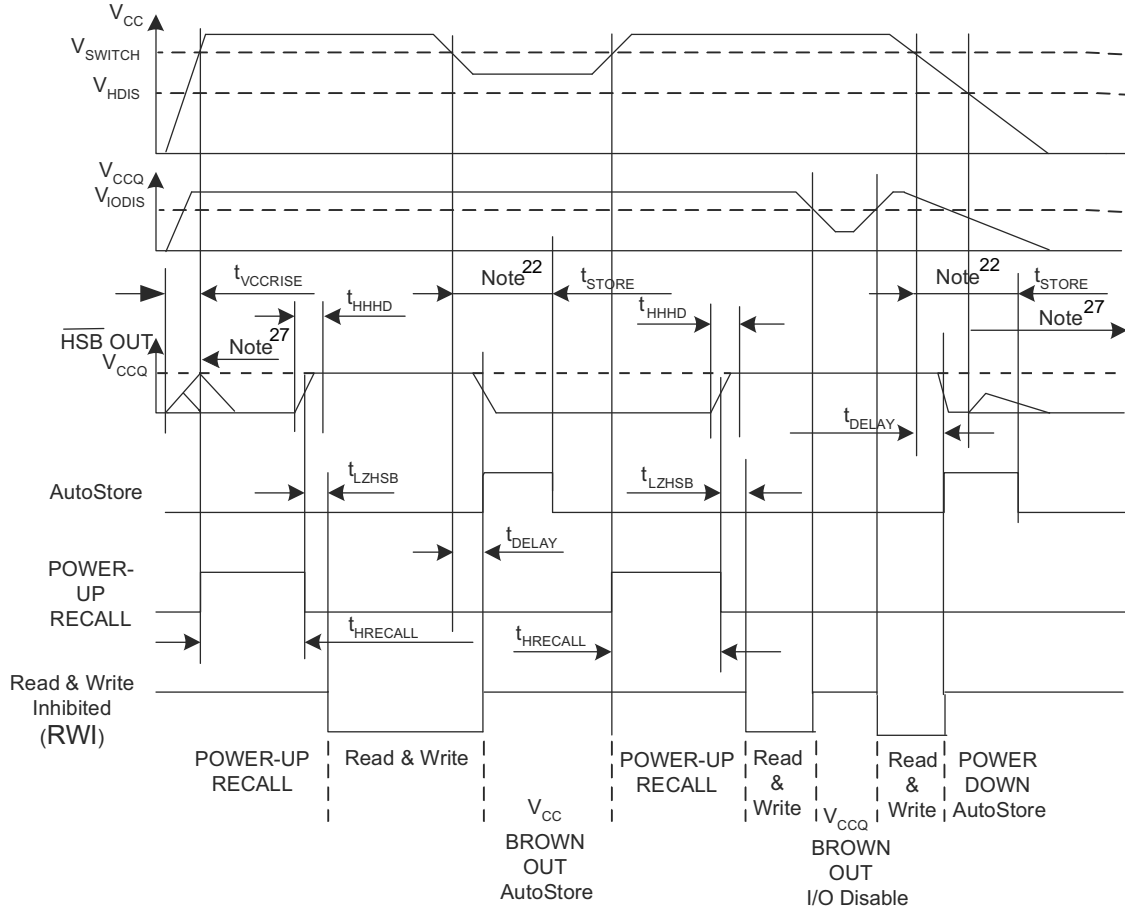 VCC
VSWITCH
VHDIS
VCCQ
VIODIS
tVCCRISE
Note22
tSTORE
Note22
tSTORE
tHHHD
tHHHD
Note27
HSB OUT
Note27
VCCQ
tDELAY
tLZHSB
tLZHSB
AutoStore
tDELAY
POWER-
UP
RECALL
tHRECALL
tHRECALL
Read & Write
Inhibited
(RWI)
POWER-UP
RECALL
Read & Write
VCC
BROWN
OUT
AutoStore
POWER-UP
RECALL
Read
&
Write
VCCQ
BROWN
OUT
I/O Disable
Read
&
Write
POWER
DOWN
AutoStore